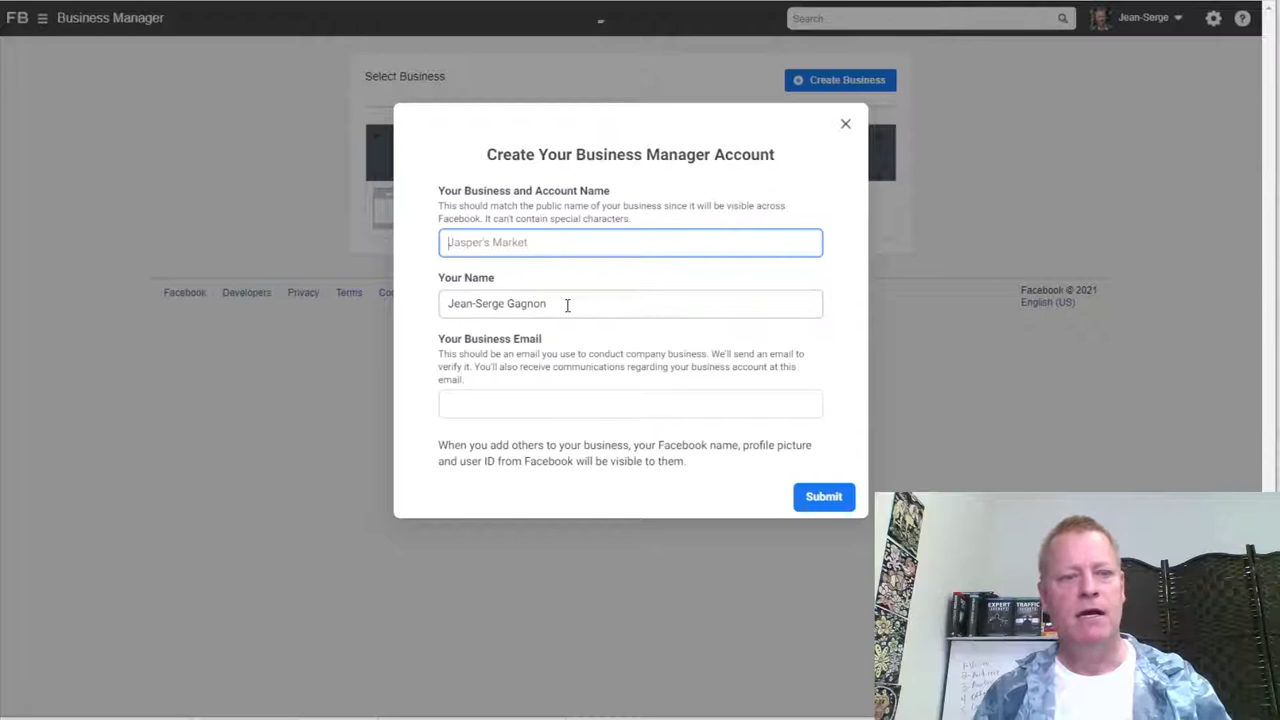 FB Business Manager
Search...
Jean-Serge
Select Business
Create Business
Create Your Business Manager Account
Your Business and Account Name
This should match the public name of your business since it will be visible across
Facebook. It can't contain special characters.
Jasper's Market
Your Name
Jean-Serge Gagnon
Your Business Email
This should be an email you use to conduct company business. We'll send an email to
verify it. You'll also receive communications regarding your business account at this
email.
When you add others to your business, your Facebook name, profile picture
and user ID from Facebook will be visible to them.
Submit
Facebook
Developers
Privacy
Terms
Facebook © 2021
English (US)
EXPERT
SECRETS
TRAFFIC
SECRETS